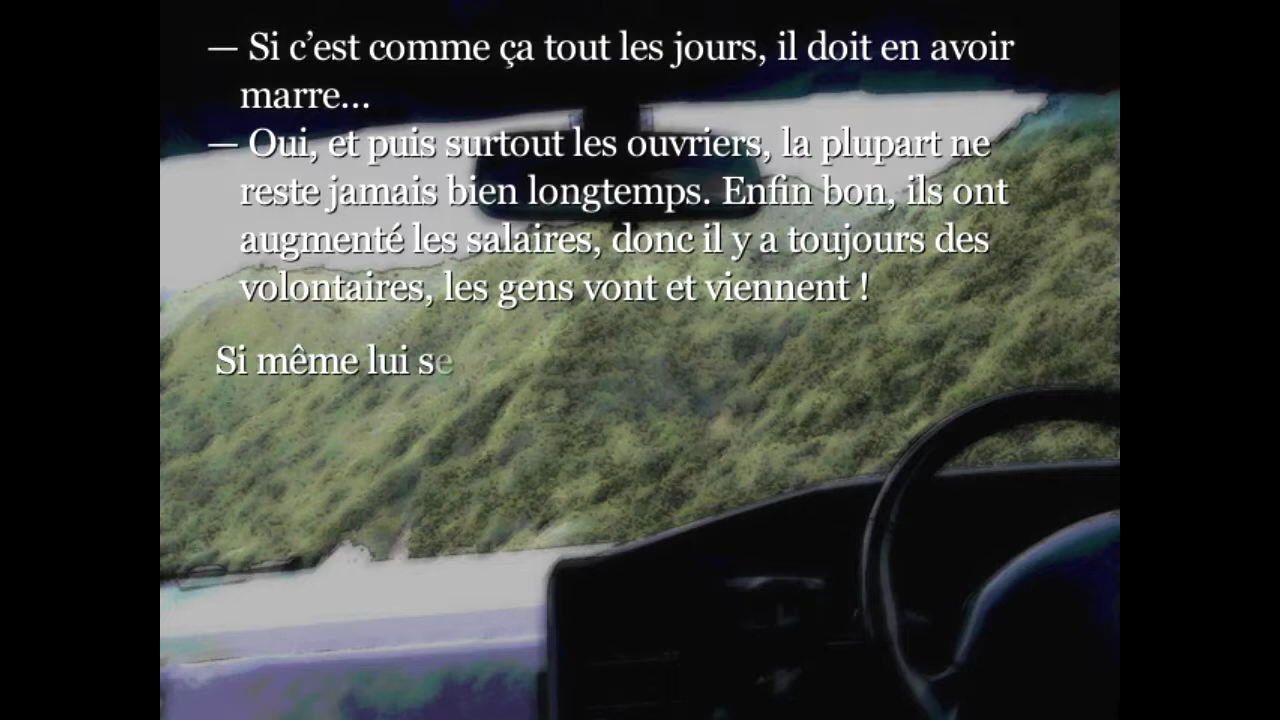 — Si c’est comme ça tout les jours, il doit en avoir
marre...
— Oui, et puis surtout les ouvriers, la plupart ne
reste jamais bien longtemps. Enfin bon, ils ont
augmenté les salaires, donc il y a toujours des
volontaires, les gens vont et viennent !
Si même lui se